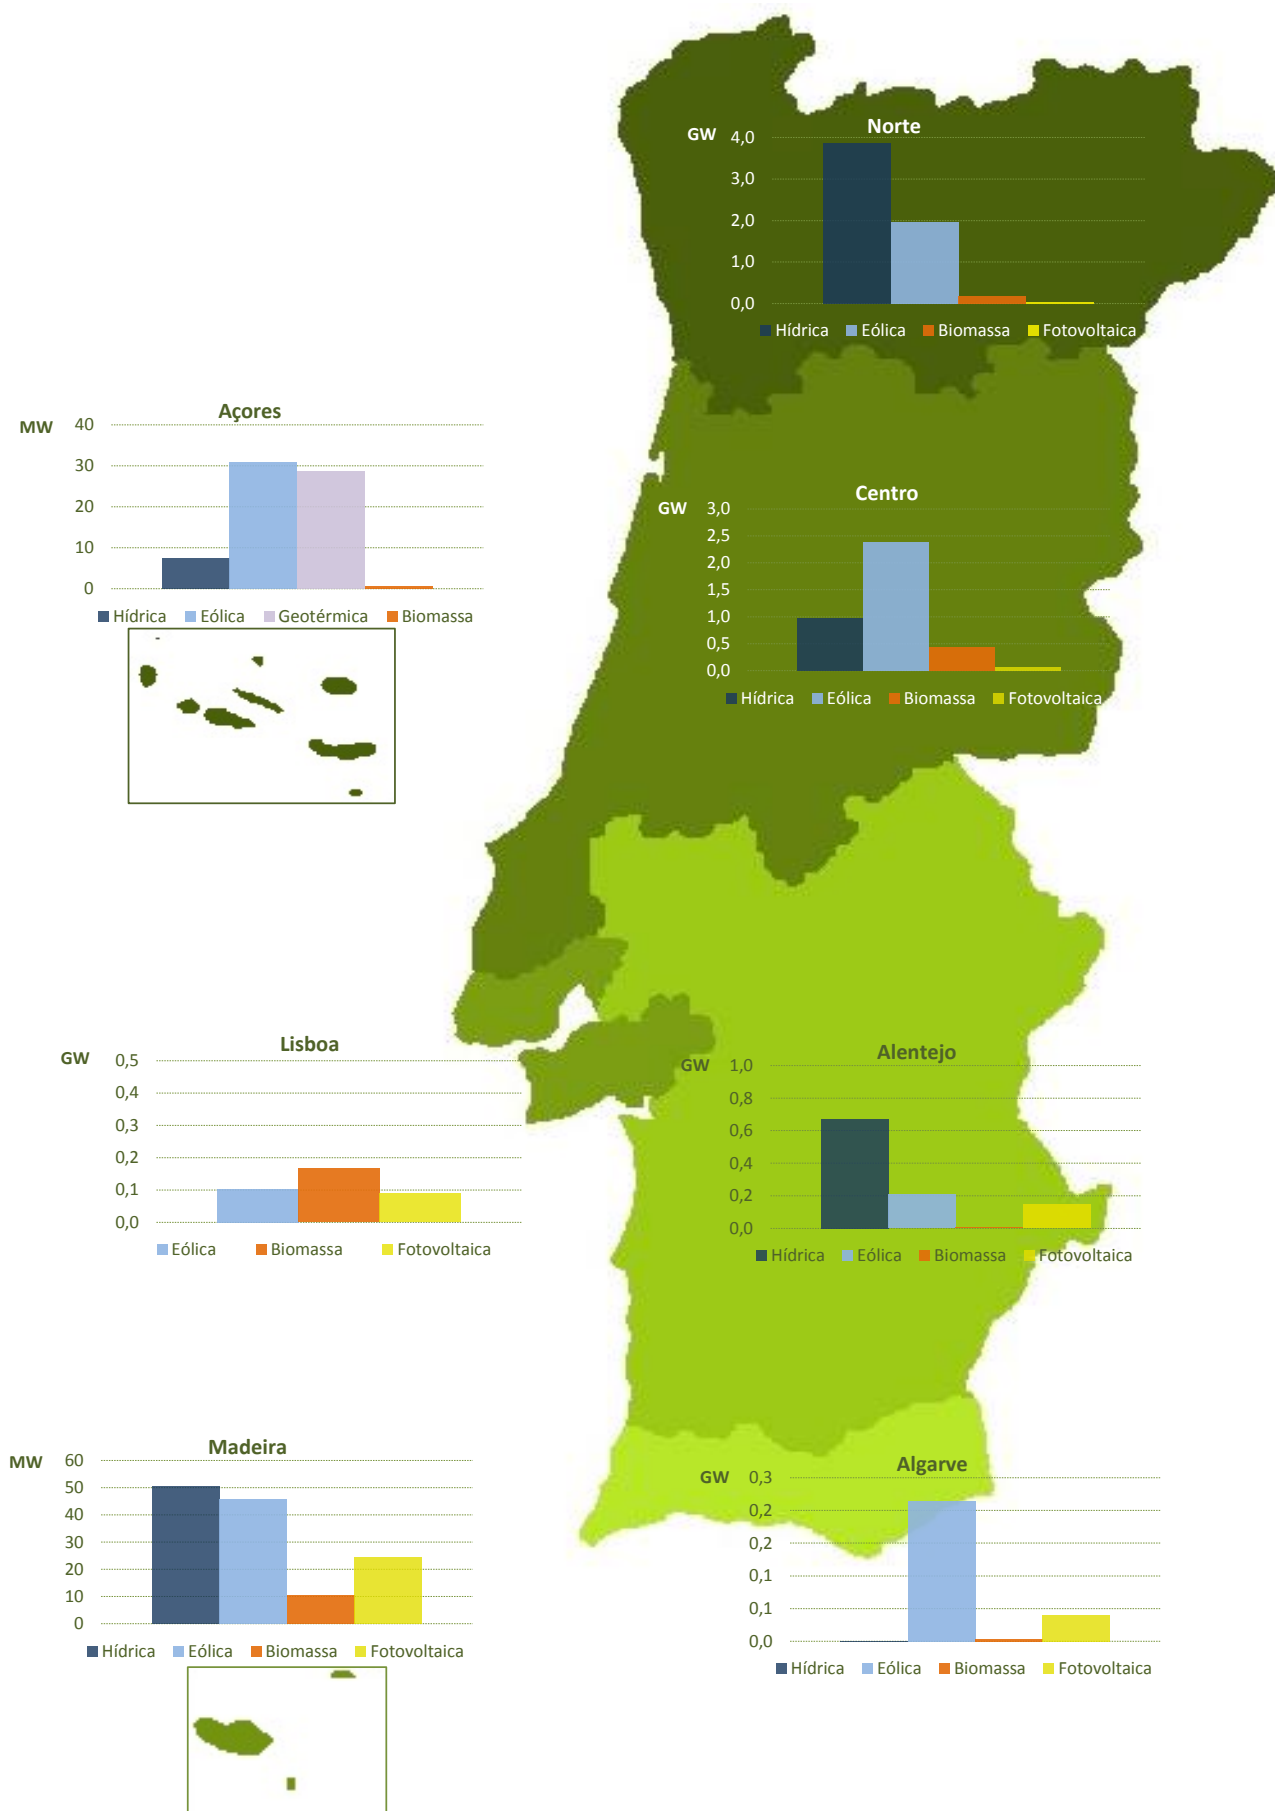 Norte
GW
4,0
3,0
2,0
1,0
0,0
Hídrica Eólica Biomassa Fotovoltaica
Açores
MW
40
30
20
10
0
Hídrica Eólica Geotérmica Biomassa
Centro
GW
3,0
2,5
2,0
1,5
1,0
0,5
0,0
Hídrica Eólica Biomassa Fotovoltaica
Lisboa
GW
0,5
0,4
0,3
0,2
0,1
0,0
Eólica Biomassa Fotovoltaica
Alentejo
GW
1,0
0,8
0,6
0,4
0,2
0,0
Hídrica Eólica Biomassa Fotovoltaica
Madeira
MW
60
50
40
30
20
10
0
Hídrica Eólica Biomassa Fotovoltaica
Algarve
GW
0,3
0,2
0,2
0,1
0,1
0,0
Hídrica Eólica Biomassa Fotovoltaica